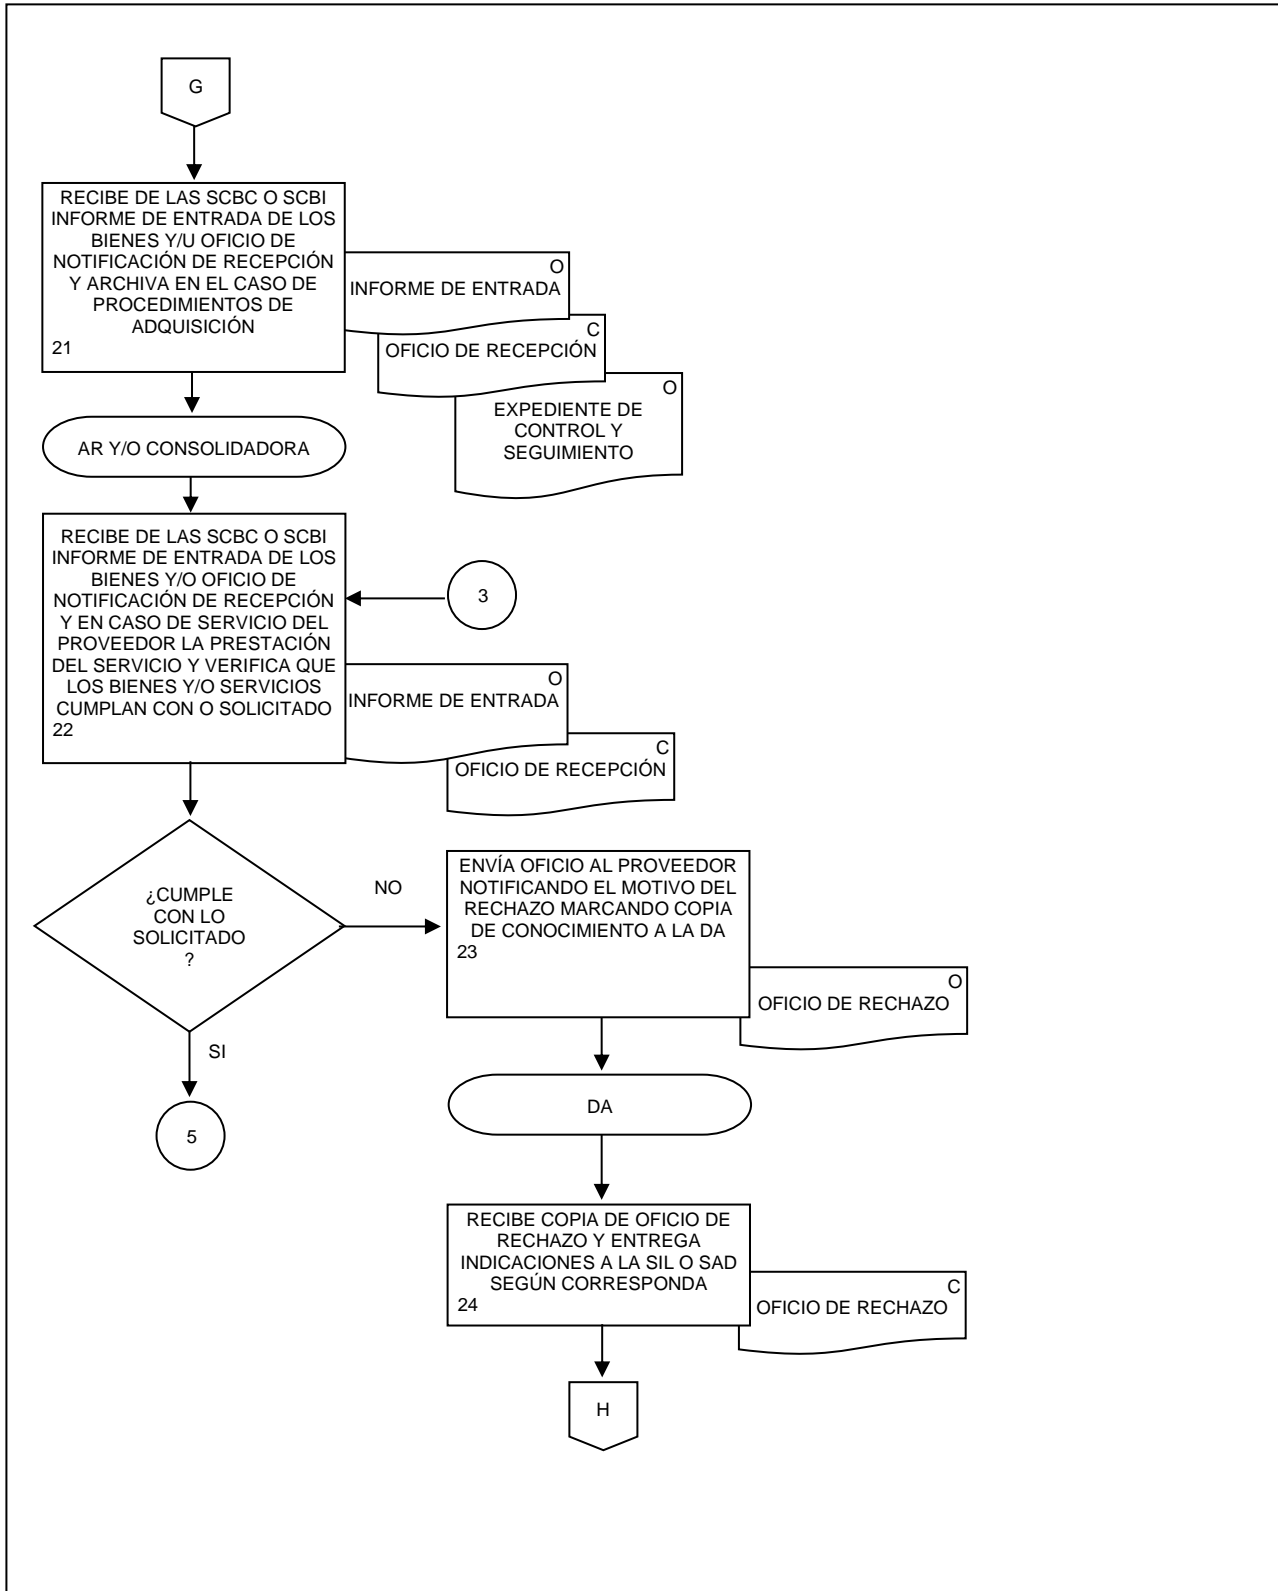 G
RECIBE DE LAS SCBC O SCBI
INFORME DE ENTRADA DE LOS
BIENES Y/U OFICIO DE
NOTIFICACIÓN DE RECEPCIÓN
Y ARCHIVA EN EL CASO DE
PROCEDIMIENTOS DE
ADQUISICIÓN
21
O
INFORME DE ENTRADA
C
OFICIO DE RECEPCIÓN
O
EXPEDIENTE DE
CONTROL Y
SEGUIMIENTO
AR Y/O CONSOLIDADORA
RECIBE DE LAS SCBC O SCBI
INFORME DE ENTRADA DE LOS
BIENES Y/O OFICIO DE
NOTIFICACIÓN DE RECEPCIÓN
Y EN CASO DE SERVICIO DEL
PROVEEDOR LA PRESTACIÓN
DEL SERVICIO Y VERIFICA QUE
LOS BIENES Y/O SERVICIOS
CUMPLAN CON O SOLICITADO
22
3
O
INFORME DE ENTRADA
C
OFICIO DE RECEPCIÓN
¿CUMPLE
CON LO
SOLICITADO
?
NO
SI
5
ENVÍA OFICIO AL PROVEEDOR
NOTIFICANDO EL MOTIVO DEL
RECHAZO MARCANDO COPIA
DE CONOCIMIENTO A LA DA
23
O
OFICIO DE RECHAZO
DA
RECIBE COPIA DE OFICIO DE
RECHAZO Y ENTREGA
INDICACIONES A LA SIL O SAD
SEGÚN CORRESPONDA
24
C
OFICIO DE RECHAZO
H